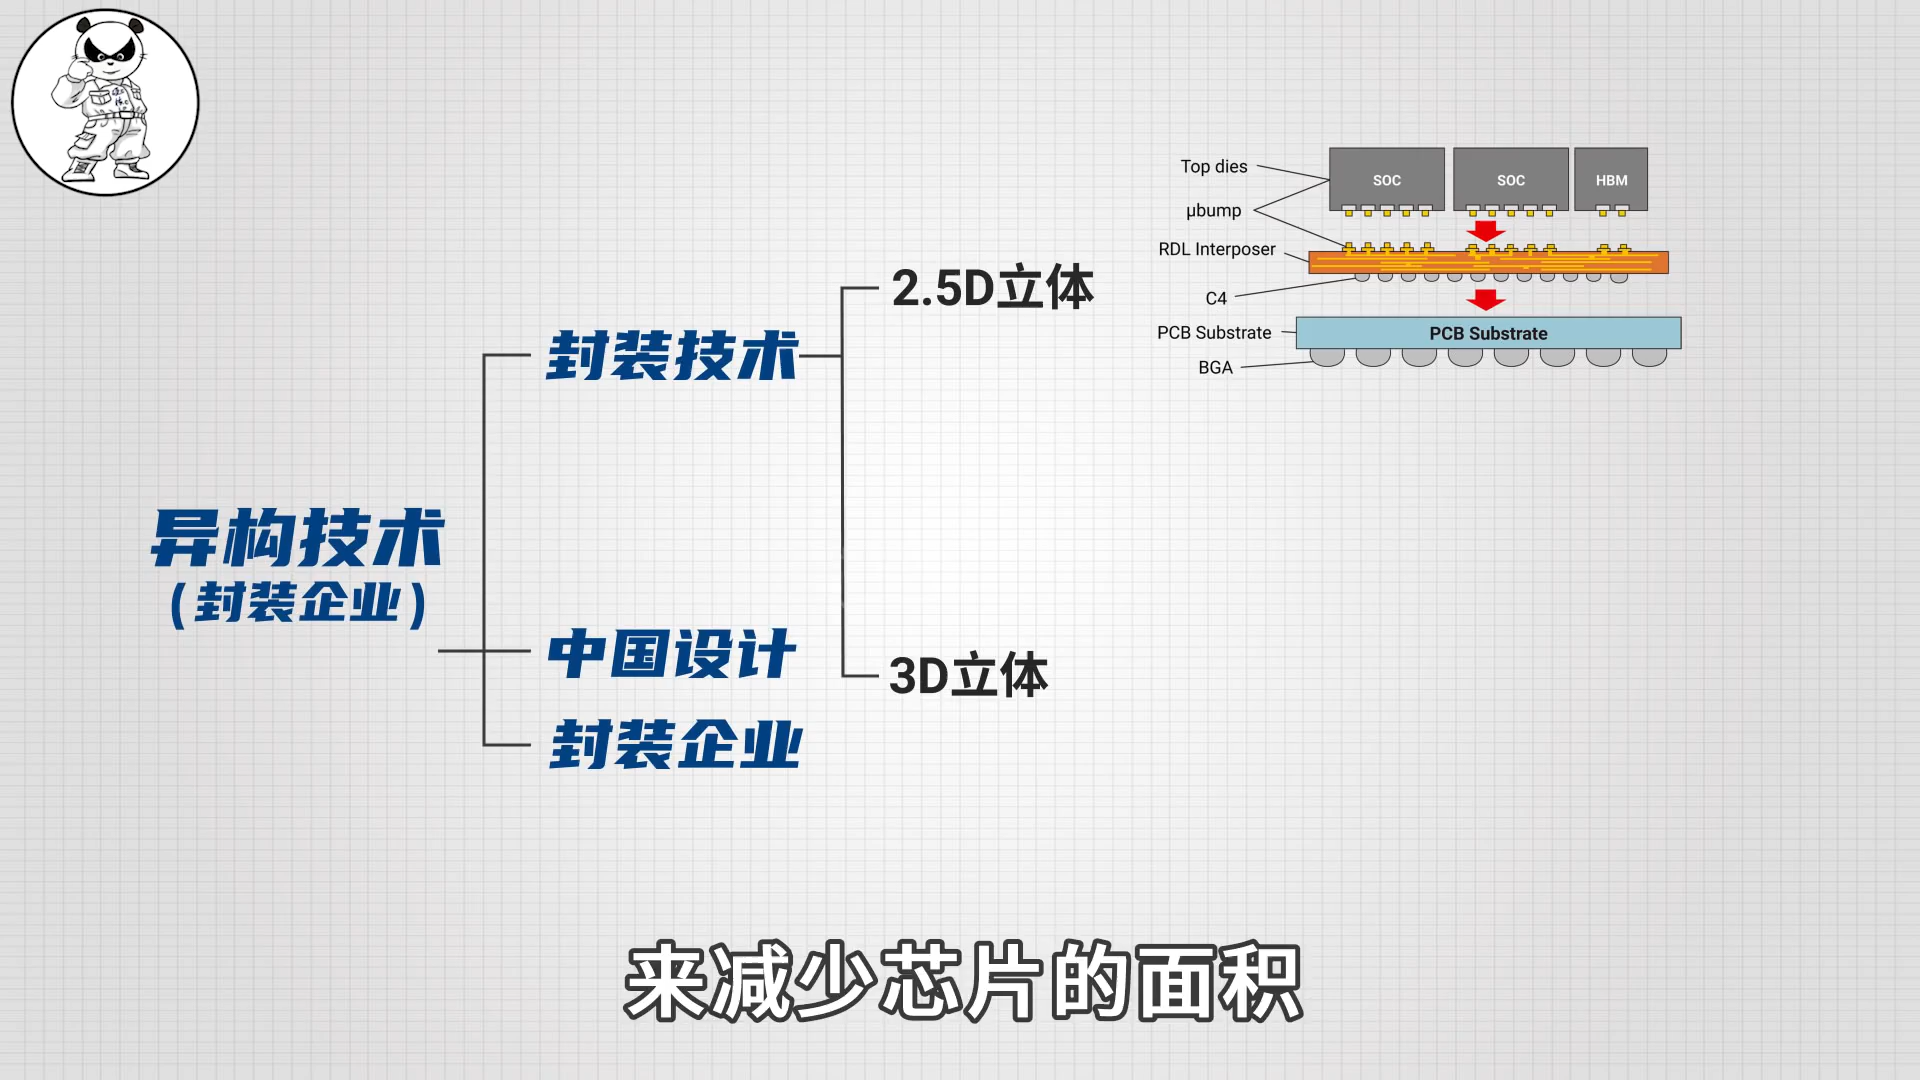 Top dies
SOC
SOC
HBM
μbump
RDL Interposer
C4
PCB Substrate
PCB Substrate
BGA
2.5D立体
封装技术
异构技术
(封装企业)
中国设计
3D立体
封装企业
来减少芯片的面积